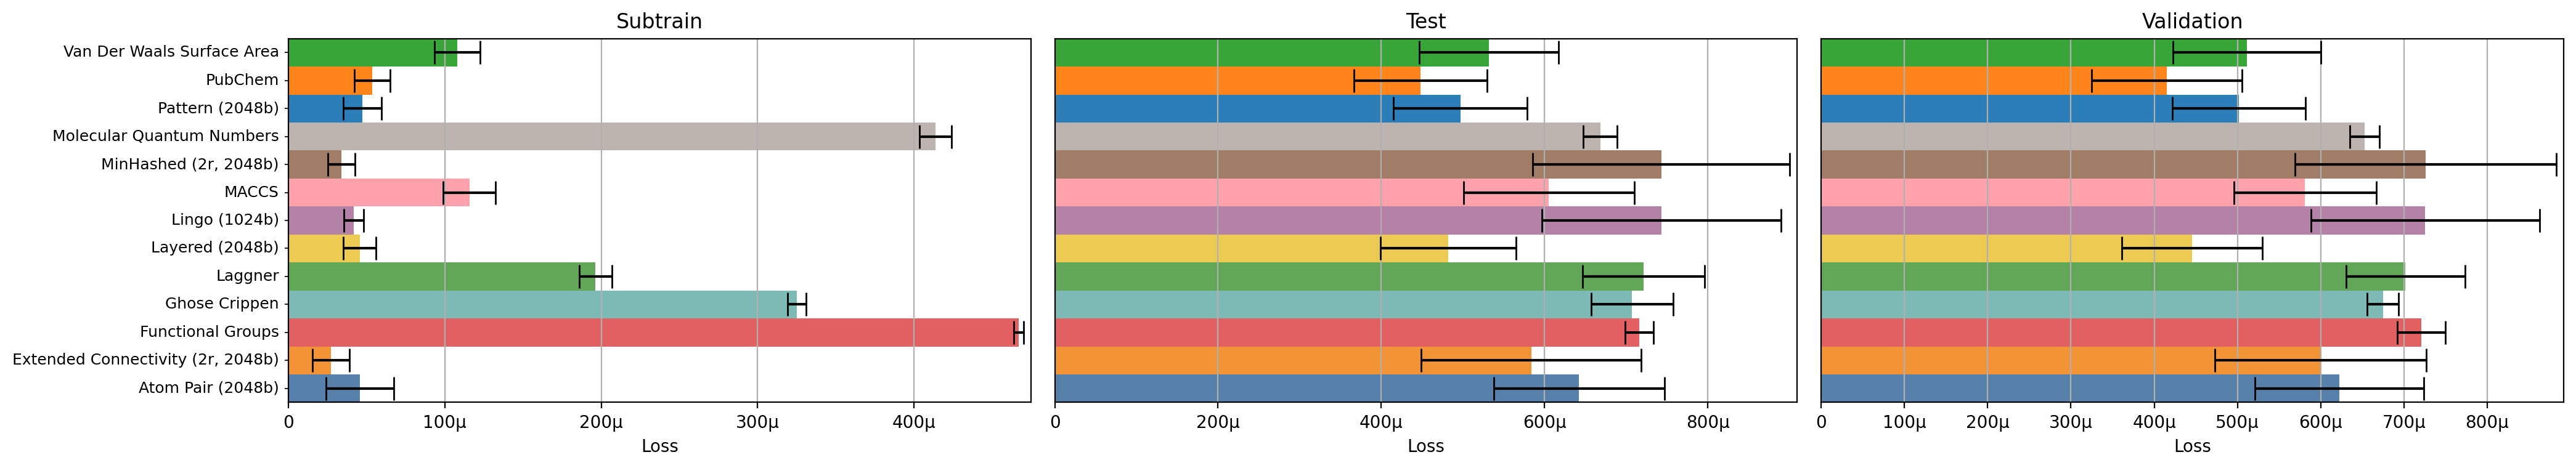 Subtrain
Test
Validation
Van Der Waals Surface Area
PubChem
Pattern (2048b)
Molecular Quantum Numbers
MinHashed (2r, 2048b)
MACCS
Lingo (1024b)
Layered (2048b)
Laggner
Ghose Crippen
Functional Groups
Extended Connectivity (2r, 2048b)
Atom Pair (2048b)
0 100μ 200μ 300μ 400μ
Loss
0 200μ 400μ 600μ 800μ
Loss
0 100μ 200μ 300μ 400μ 500μ 600μ 700μ 800μ
Loss